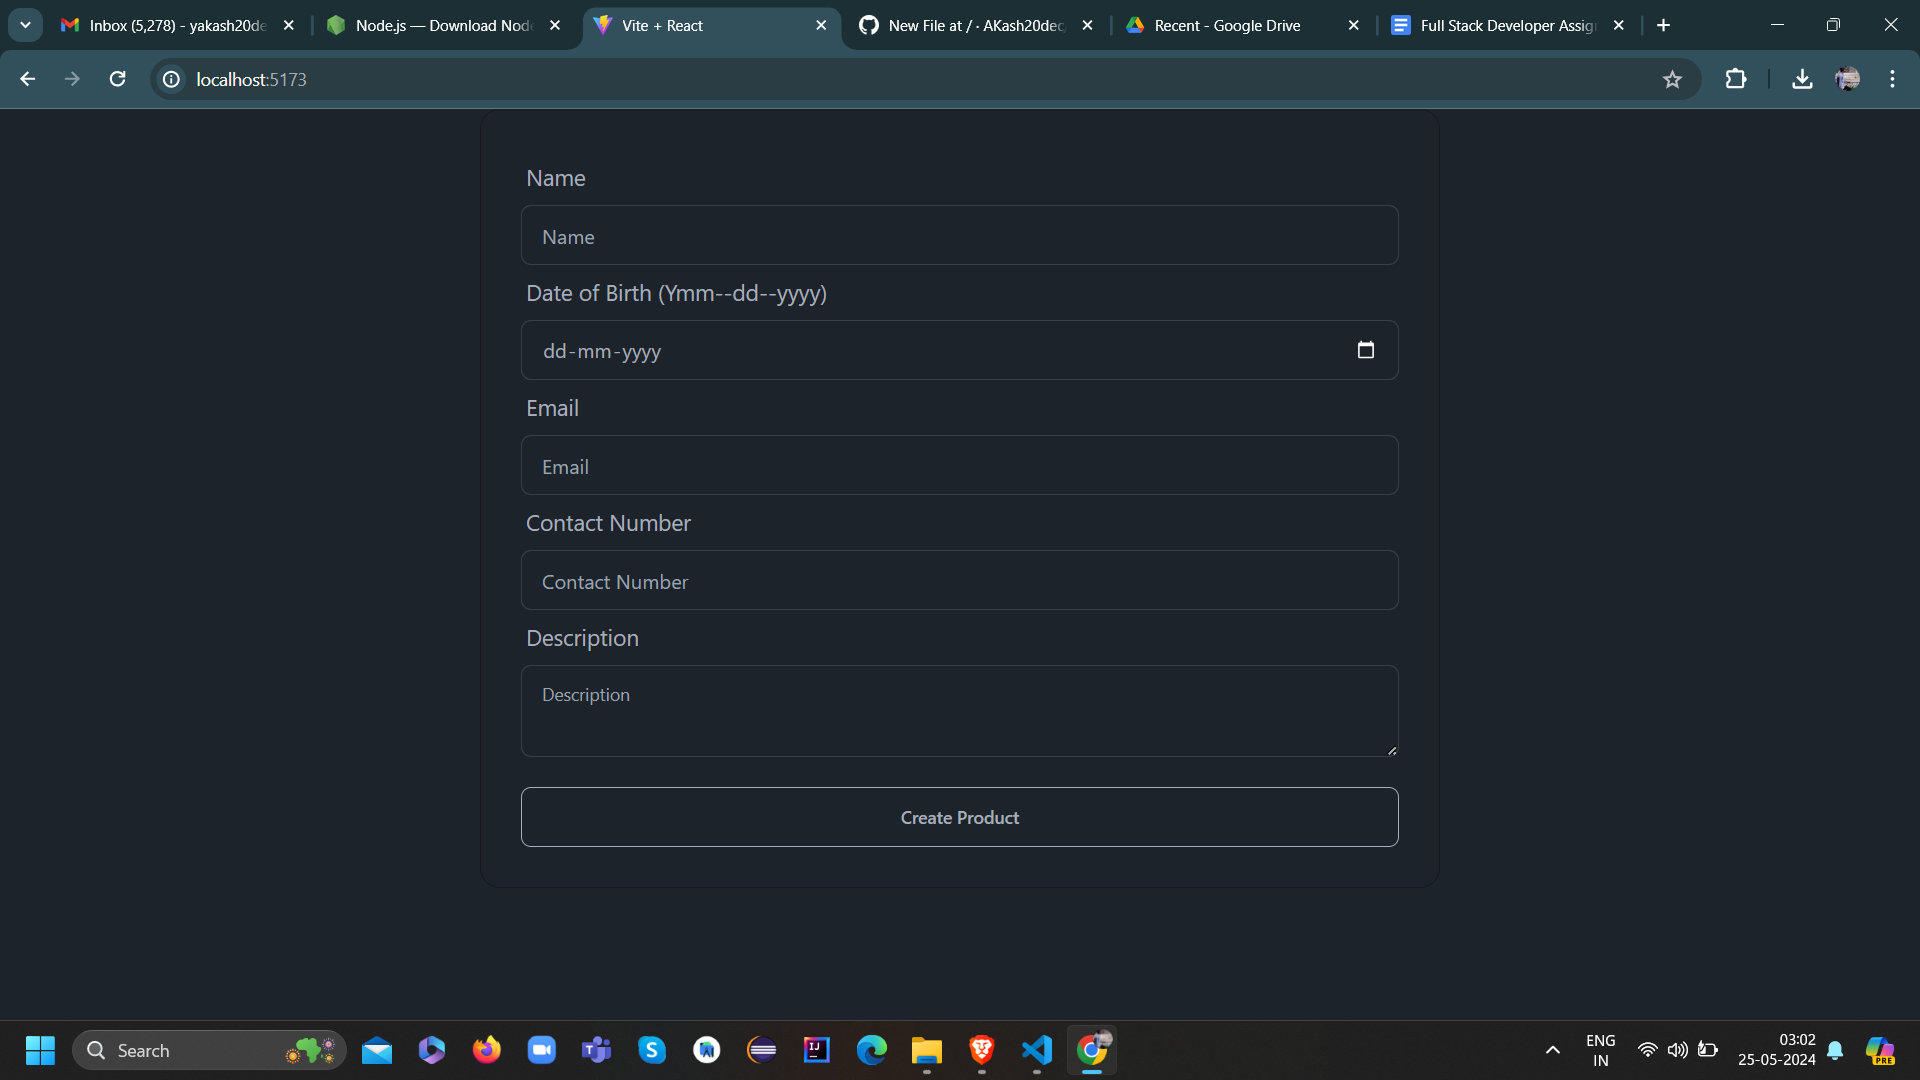 Inbox (5,278) - yakash20de
Node.js — Download Node
Vite + React
New File at / · AKash20dec
Recent - Google Drive
Full Stack Developer Assig
localhost:5173
Name
Name
Date of Birth (Ymm--dd--yyyy)
dd-mm-yyyy
Email
Email
Contact Number
Contact Number
Description
Description
Create Product
Search
ENG
IN
03:02
25-05-2024
PRE